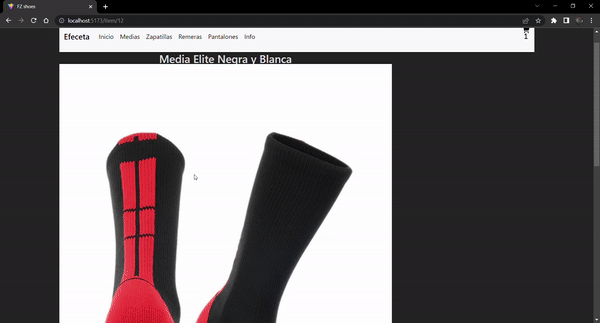 FZ shoes
localhost:5173/item/12
Efeceta Inicio Medias Zapatillas Remeras Pantalones Info
1
Media Elite Negra y Blanca